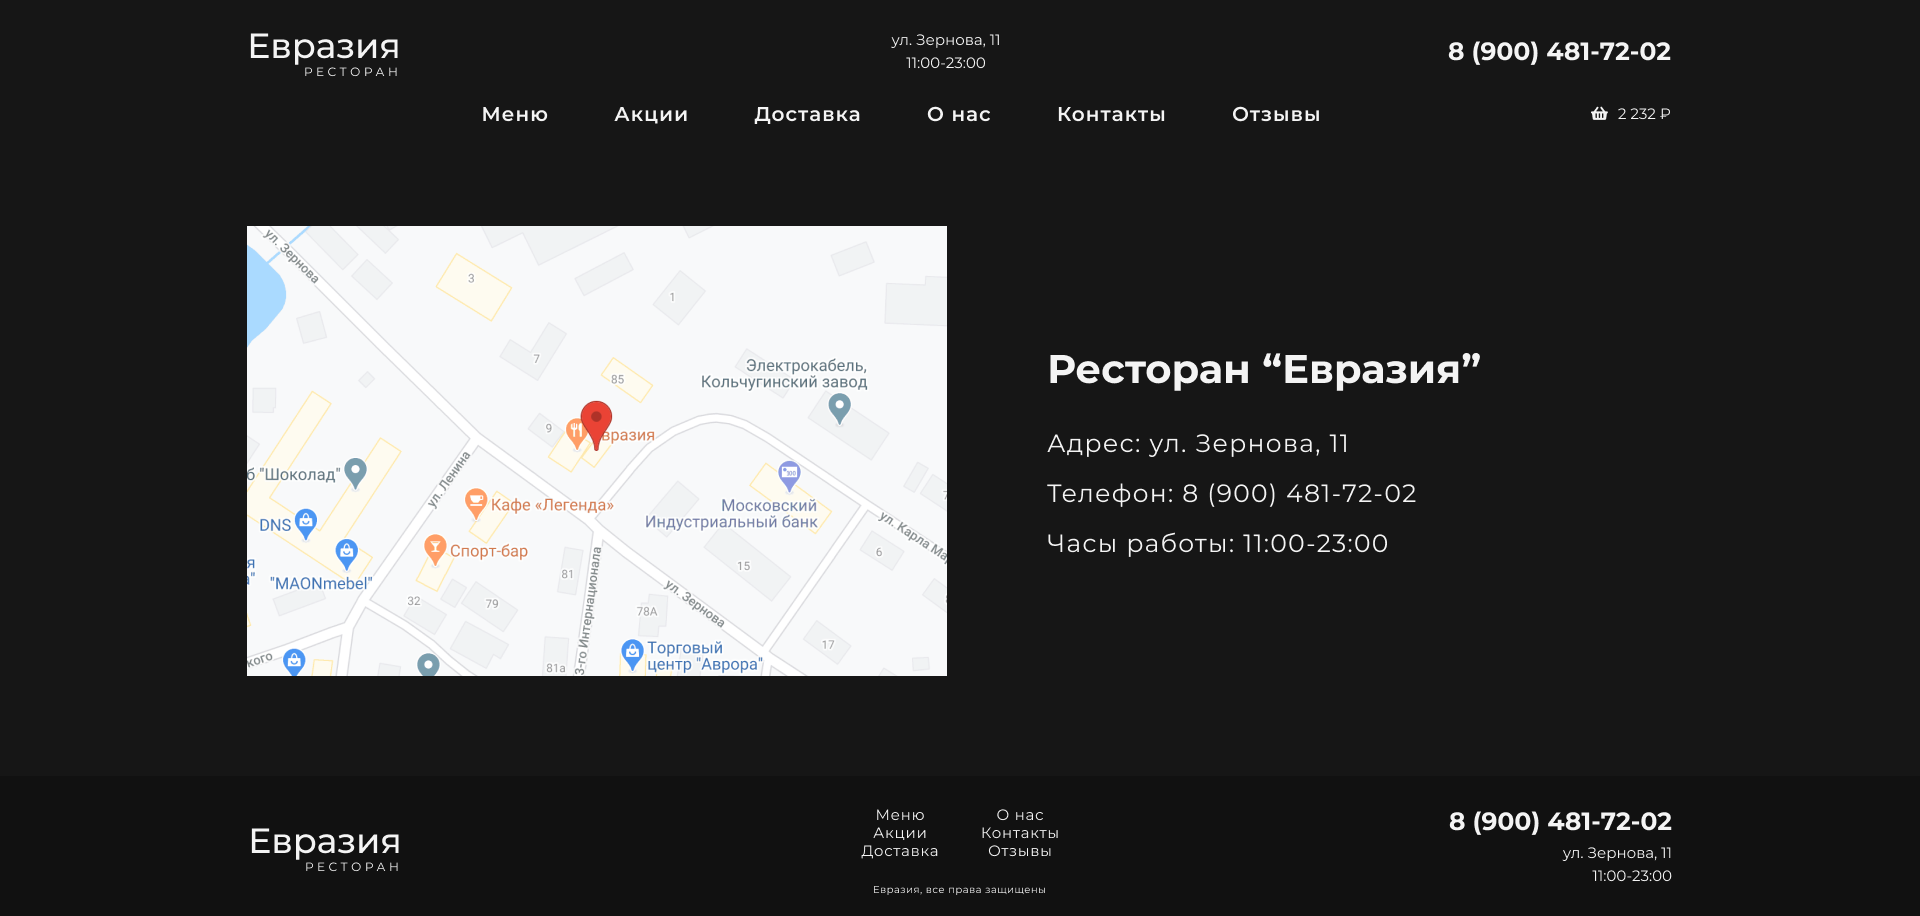 Евразия
РЕСТОРАН
ул. Зернова, 11
11:00-23:00
8 (900) 481-72-02
Меню
Акции
Доставка
О нас
Контакты
Отзывы
2 232 ₽
ул. Зернова
3
1
7
85
Электрокабель,
Кольчугинский завод
9
вразия
б "Шоколад"
ул. Ленина
Кафе «Легенда»
Московский
Индустриальный банк
DNS
Спорт-бар
ул. Карла Ма
6
15
я
а"
"MAONmebel"
81
3-го Интернационала
32
79
78А
ул. Зернова
17
Торговый
центр "Аврора"
81а
кого
Ресторан “Евразия”
Адрес: ул. Зернова, 11
Телефон: 8 (900) 481-72-02
Часы работы: 11:00-23:00
Евразия
РЕСТОРАН
Меню
Акции
Доставка
О нас
Контакты
Отзывы
Евразия, все права защищены
8 (900) 481-72-02
ул. Зернова, 11
11:00-23:00